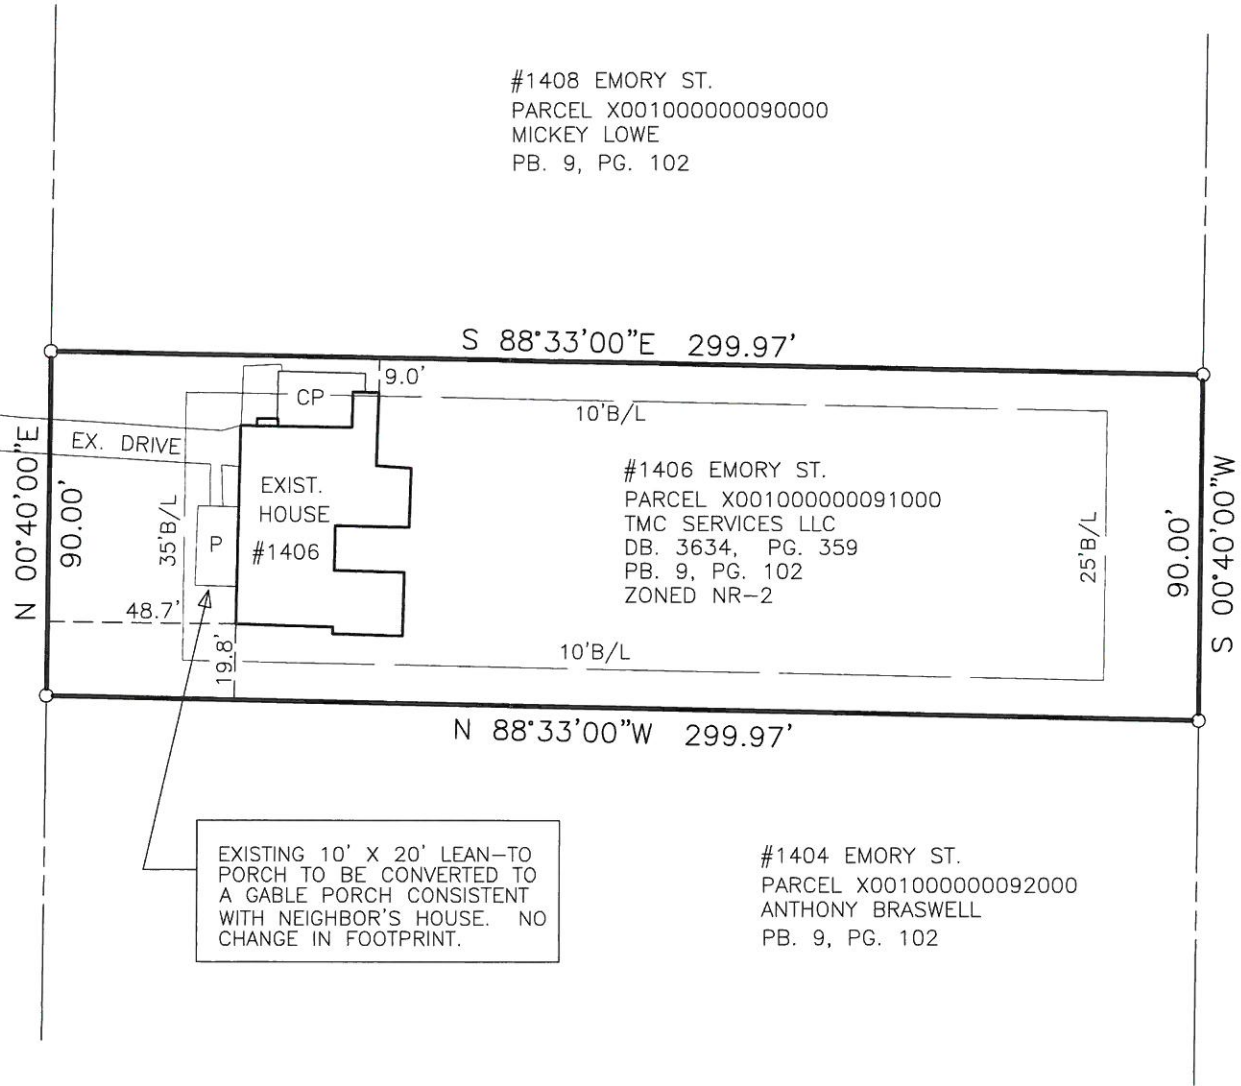 #1408 EMORY ST.
PARCEL X001000000090000
MICKEY LOWE
PB. 9, PG. 102
S 88°33'00"E 299.97'
9.0'
CP
10'B/L
EX. DRIVE
N 00°40'00"E
90.00'
35'B/L
EXIST.
HOUSE
#1406
P
48.7'
19.8'
#1406 EMORY ST.
PARCEL X001000000091000
TMC SERVICES LLC
DB. 3634, PG. 359
PB. 9, PG. 102
ZONED NR-2
25'B/L
90.00'
S 00°40'00"W
10'B/L
N 88°33'00"W 299.97'
EXISTING 10' X 20' LEAN-TO
PORCH TO BE CONVERTED TO
A GABLE PORCH CONSISTENT
WITH NEIGHBOR'S HOUSE. NO
CHANGE IN FOOTPRINT.
#1404 EMORY ST.
PARCEL X001000000092000
ANTHONY BRASWELL
PB. 9, PG. 102